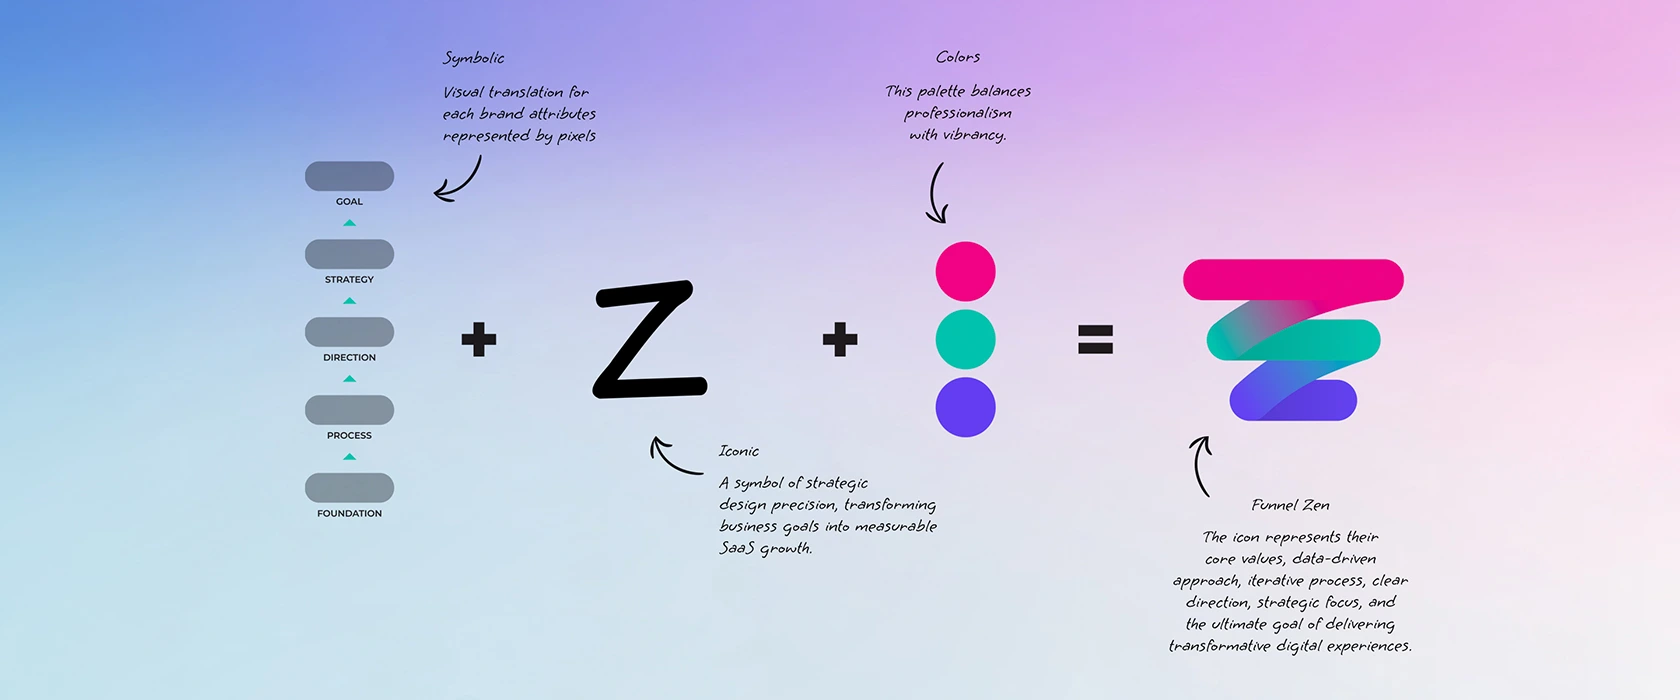 Symbolic
Visual translation for
each brand attributes
represented by pixels
GOAL
STRATEGY
DIRECTION
PROCESS
FOUNDATION
+
Z
Iconic
A symbol of strategic
design precision, transforming
business goals into measurable
SaaS growth.
+
Colors
This palette balances
professionalism
with vibrancy.
=
Funnel Zen
The icon represents their
core values, data-driven
approach, iterative process, clear
direction, strategic focus, and
the ultimate goal of delivering
transformative digital experiences.